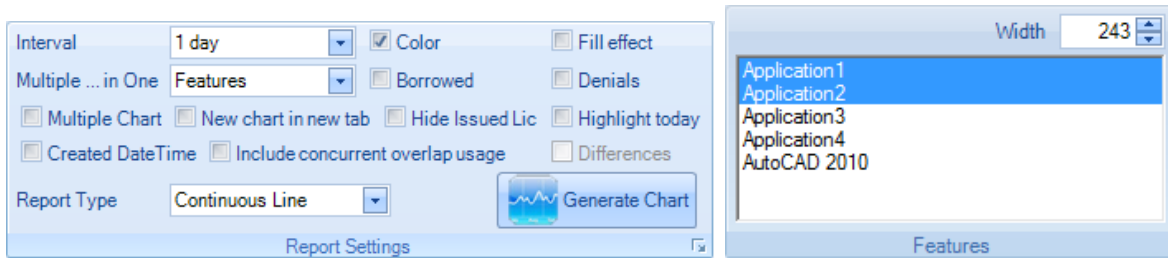 Interval 1 day Color Fill effect
Multiple ... in One Features Borrowed Denials
Multiple Chart New chart in new tab Hide Issued Lic Highlight today
Created DateTime Include concurrent overlap usage Differences
Report Type Continuous Line Generate Chart
Report Settings
Width 243
Application1
Application2
Application3
Application4
AutoCAD 2010
Features